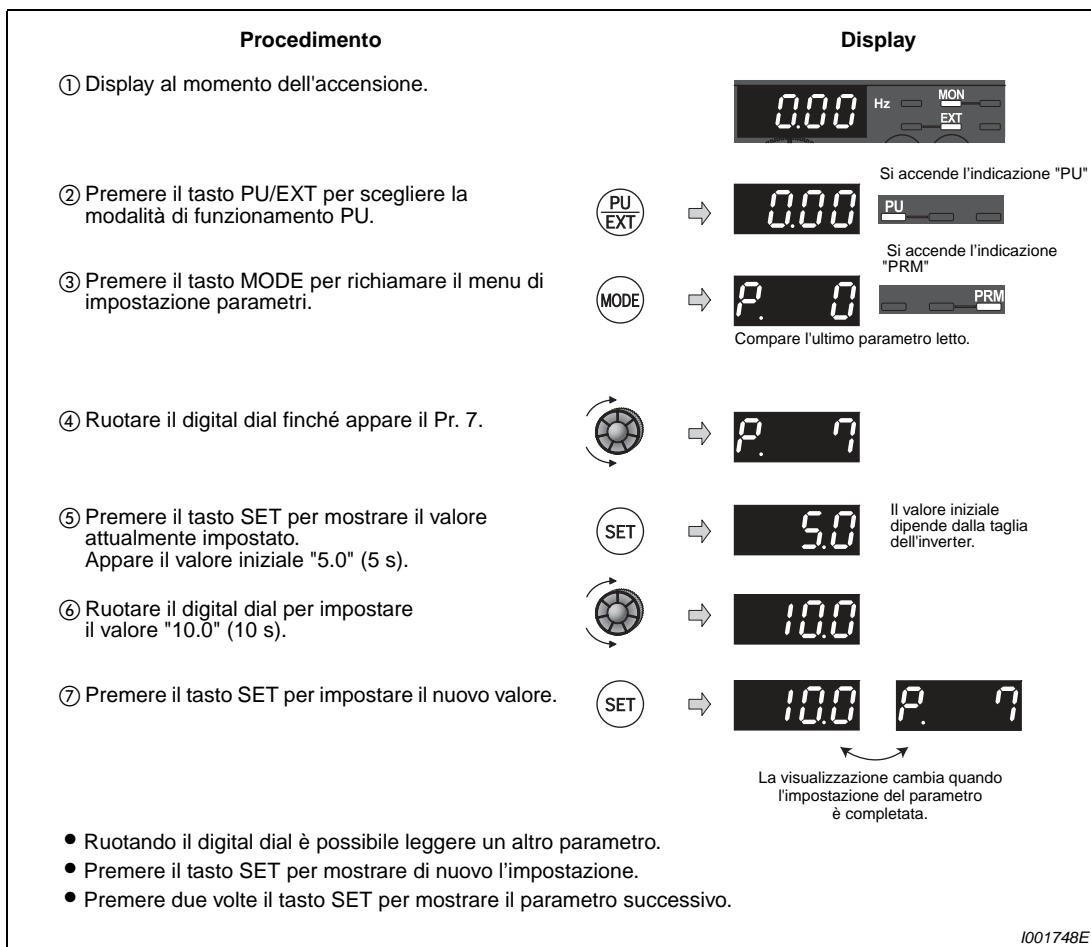 Procedimento
Display
① Display al momento dell'accensione.
0.00 Hz MON
EXT
② Premere il tasto PU/EXT per scegliere la
modalità di funzionamento PU.
PU
EXT
0.00
Si accende l'indicazione "PU"
PU
③ Premere il tasto MODE per richiamare il menu di
impostazione parametri.
MODE
P. 0
Si accende l'indicazione
"PRM"
PRM
Compare l'ultimo parametro letto.
④ Ruotare il digital dial finché appare il Pr. 7.
P. 7
⑤ Premere il tasto SET per mostrare il valore
attualmente impostato.
Appare il valore iniziale "5.0" (5 s).
SET
5.0
Il valore iniziale
dipende dalla taglia
dell'inverter.
⑥ Ruotare il digital dial per impostare
il valore "10.0" (10 s).
10.0
⑦ Premere il tasto SET per impostare il nuovo valore.
SET
10.0
P. 7
La visualizzazione cambia quando
l'impostazione del parametro
è completata.
● Ruotando il digital dial è possibile leggere un altro parametro.
● Premere il tasto SET per mostrare di nuovo l'impostazione.
● Premere due volte il tasto SET per mostrare il parametro successivo.
I001748E